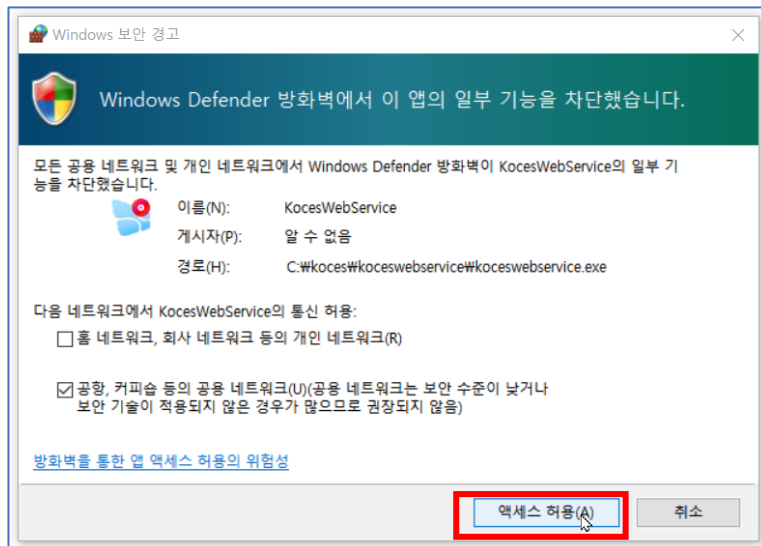 Windows 보안 경고
Windows Defender 방화벽에서 이 앱의 일부 기능을 차단했습니다.
모든 공용 네트워크 및 개인 네트워크에서 Windows Defender 방화벽이 KocesWebService의 일부 기
능을 차단했습니다.
이름(N): KocesWebService
게시자(P): 알 수 없음
경로(H): C:₩koces₩koceswebservice₩koceswebservice.exe
다음 네트워크에서 KocesWebService의 통신 허용:
홈 네트워크, 회사 네트워크 등의 개인 네트워크(R)
공항, 커피숍 등의 공용 네트워크(U)(공용 네트워크는 보안 수준이 낮거나
보안 기술이 적용되지 않은 경우가 많으므로 권장되지 않음)
방화벽을 통한 앱 액세스 허용의 위험성
액세스 허용(A) 취소